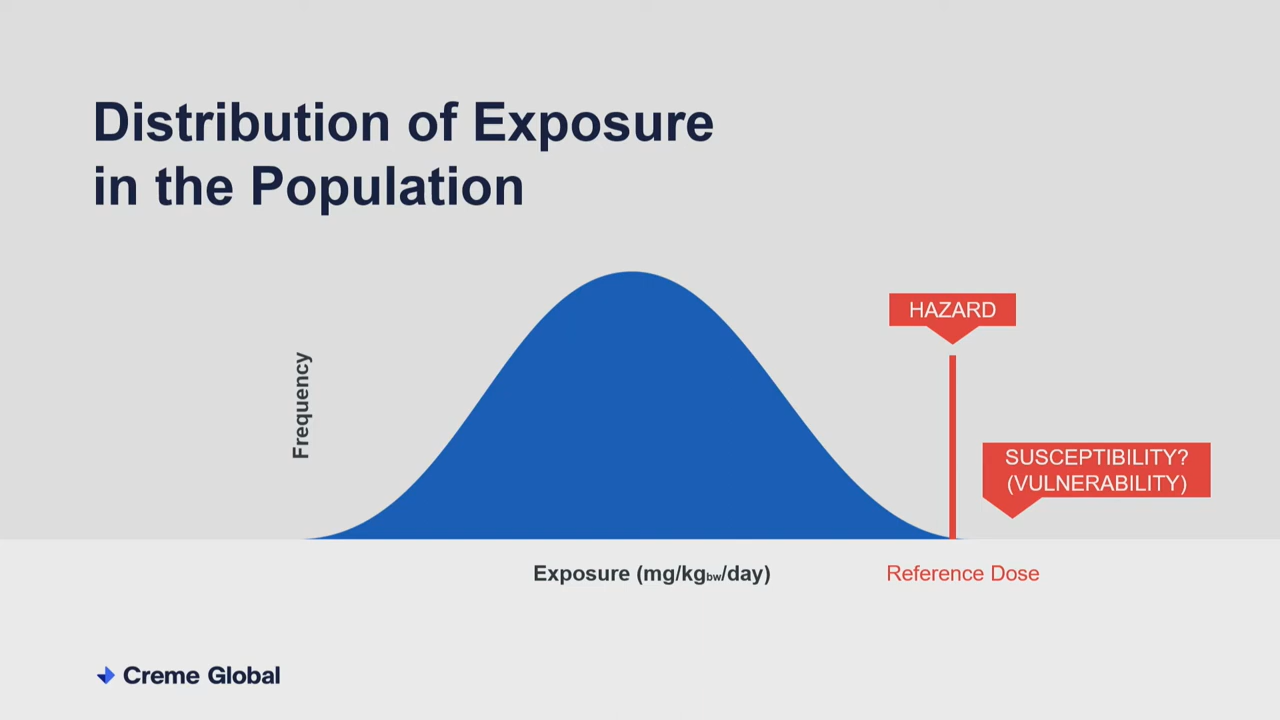 Distribution of Exposure
in the Population
HAZARD
Frequency
SUSCEPTIBILITY?
(VULNERABILITY)
Exposure (mg/kgbw/day)
Reference Dose
Creme Global